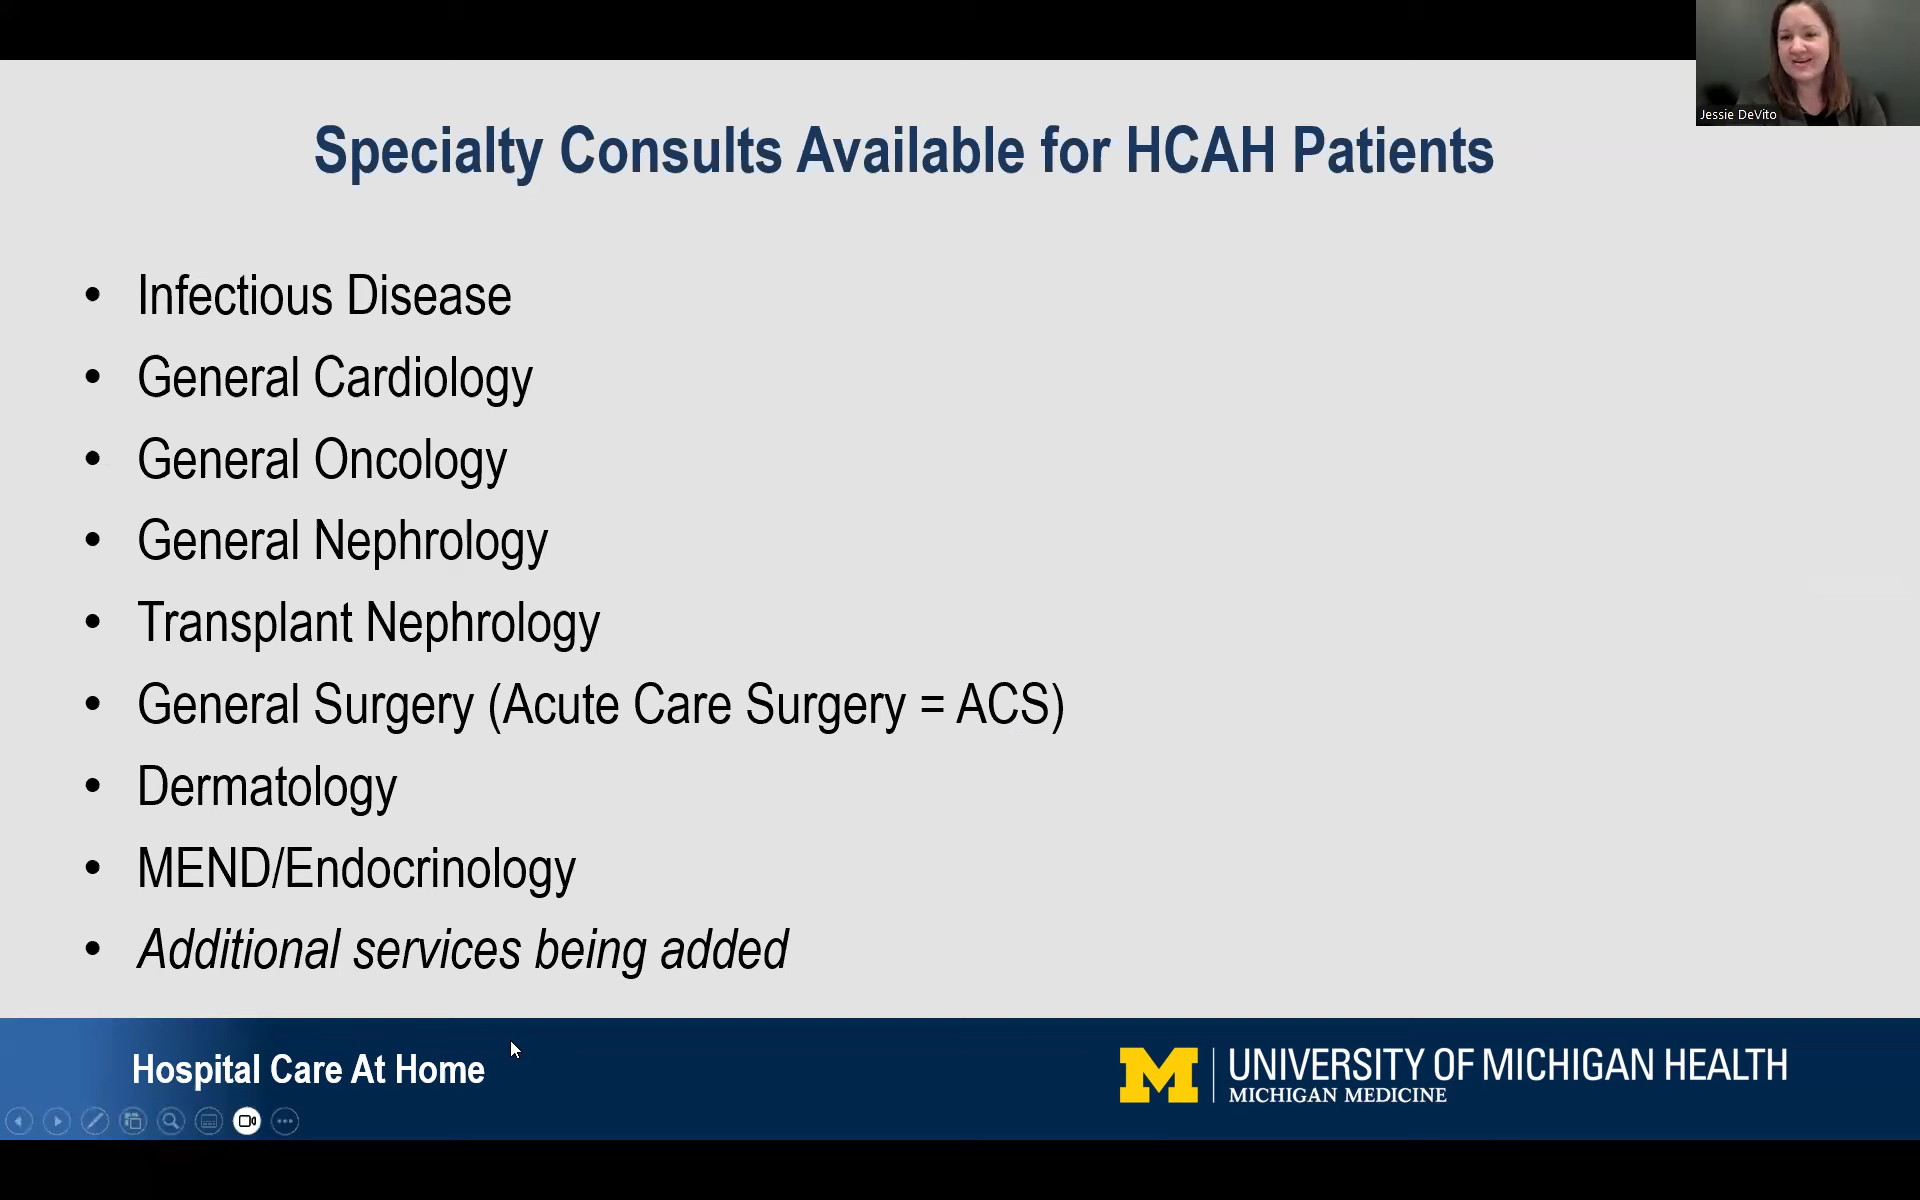 Jessie DeVito
Specialty Consults Available for HCAH Patients
• Infectious Disease
• General Cardiology
• General Oncology
• General Nephrology
• Transplant Nephrology
• General Surgery (Acute Care Surgery = ACS)
• Dermatology
• MEND/Endocrinology
• Additional services being added
Hospital Care At Home
M | UNIVERSITY OF MICHIGAN HEALTH
MICHIGAN MEDICINE